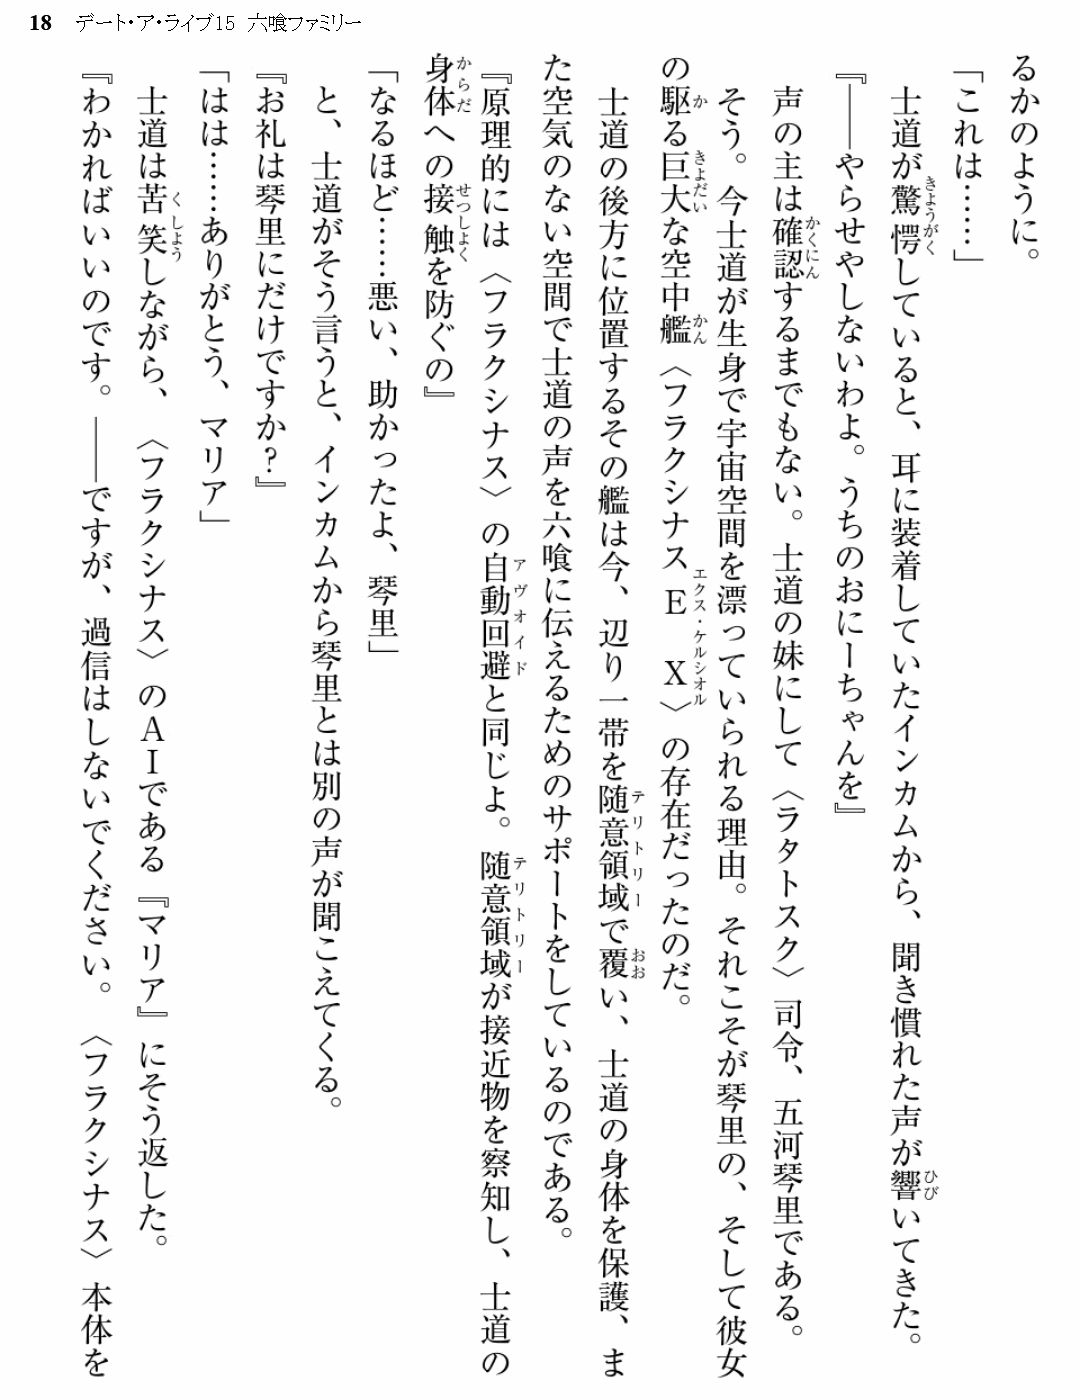 18 デート・ア・ライブ15 六喰ファミリー
るかのように。
「これは……」
士道が驚愕していると、耳に装着していたインカムから、聞き慣れた声が響いてきた。
『――やらせやしないわよ。うちのおにーちゃんを』
声の主は確認するまでもない。士道の妹にして〈ラタトスク〉司令、五河琴里である。
そう。今士道が生身で宇宙空間を漂っていられる理由。それこそが琴里の、そして彼女
の駆る巨大な空中艦〈フラクシナスＥＸ〉の存在だったのだ。
士道の後方に位置するその艦は今、辺り一帯を随意領域で覆い、士道の身体を保護、ま
た空気のない空間で士道の声を六喰に伝えるためのサポートをしているのである。
『原理的には〈フラクシナス〉の自動回避と同じよ。随意領域が接近物を察知し、士道の
身体への接触を防ぐの』
「なるほど……悪い、助かったよ、琴里」
と、士道がそう言うと、インカムから琴里とは別の声が聞こえてくる。
『お礼は琴里にだけですか？』
「はは……ありがとう、マリア」
士道は苦笑しながら、〈フラクシナス〉のＡＩである『マリア』にそう返した。
『わかればいいのです。――ですが、過信はしないでください。〈フラクシナス〉本体を